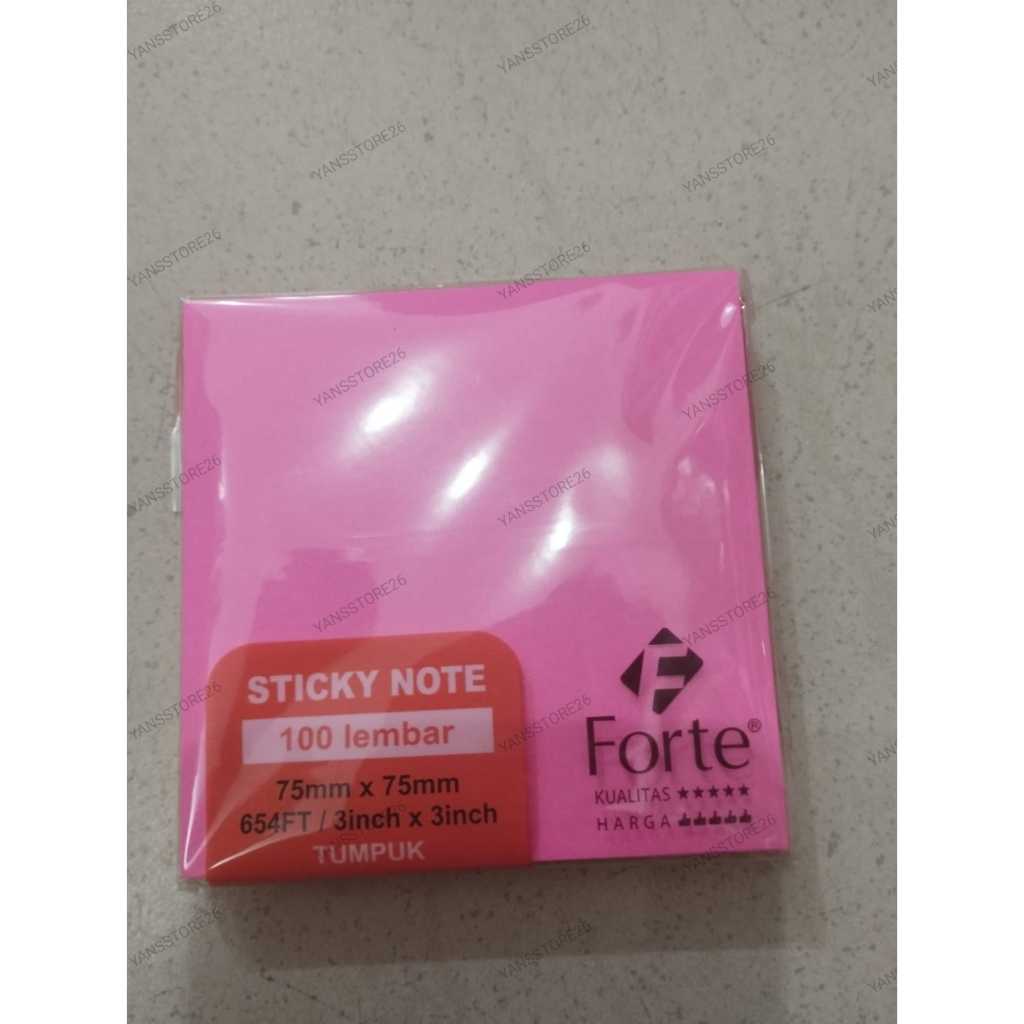 STICKY NOTE
100 lembar
75mm x 75mm
654FT / 3inch x 3inch
TUMPUK
F
Forte®
KUALITAS ★★★★★
HARGA 👍👍👍👍👍
YANSSTORE26